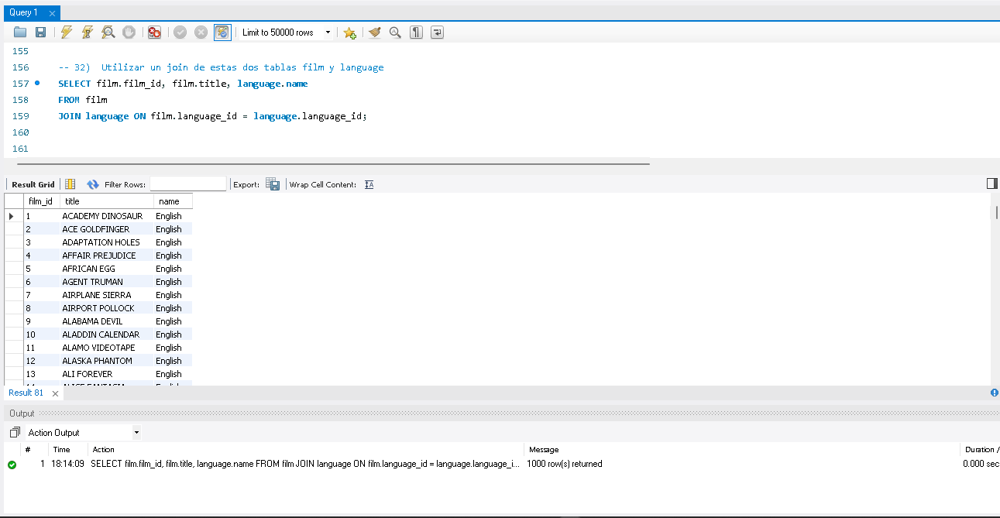 Query 1
Limit to 50000 rows
155
156 -- 32) Utilizar un join de estas dos tablas film y language
157 SELECT film.film_id, film.title, language.name
158 FROM film
159 JOIN language ON film.language_id = language.language_id;
160
161
Result Grid Filter Rows: Export: Wrap Cell Content:
film_id title name
1 ACADEMY DINOSAUR English
2 ACE GOLDFINGER English
3 ADAPTATION HOLES English
4 AFFAIR PREJUDICE English
5 AFRICAN EGG English
6 AGENT TRUMAN English
7 AIRPLANE SIERRA English
8 AIRPORT POLLOCK English
9 ALABAMA DEVIL English
10 ALADDIN CALENDAR English
11 ALAMO VIDEOTAPE English
12 ALASKA PHANTOM English
13 ALI FOREVER English
Result 81
Output
Action Output
# Time Action Message Duration /
1 18:14:09 SELECT film.film_id, film.title, language.name FROM film JOIN language ON film.language_id = language.language_i... 1000 row(s) returned 0.000 sec